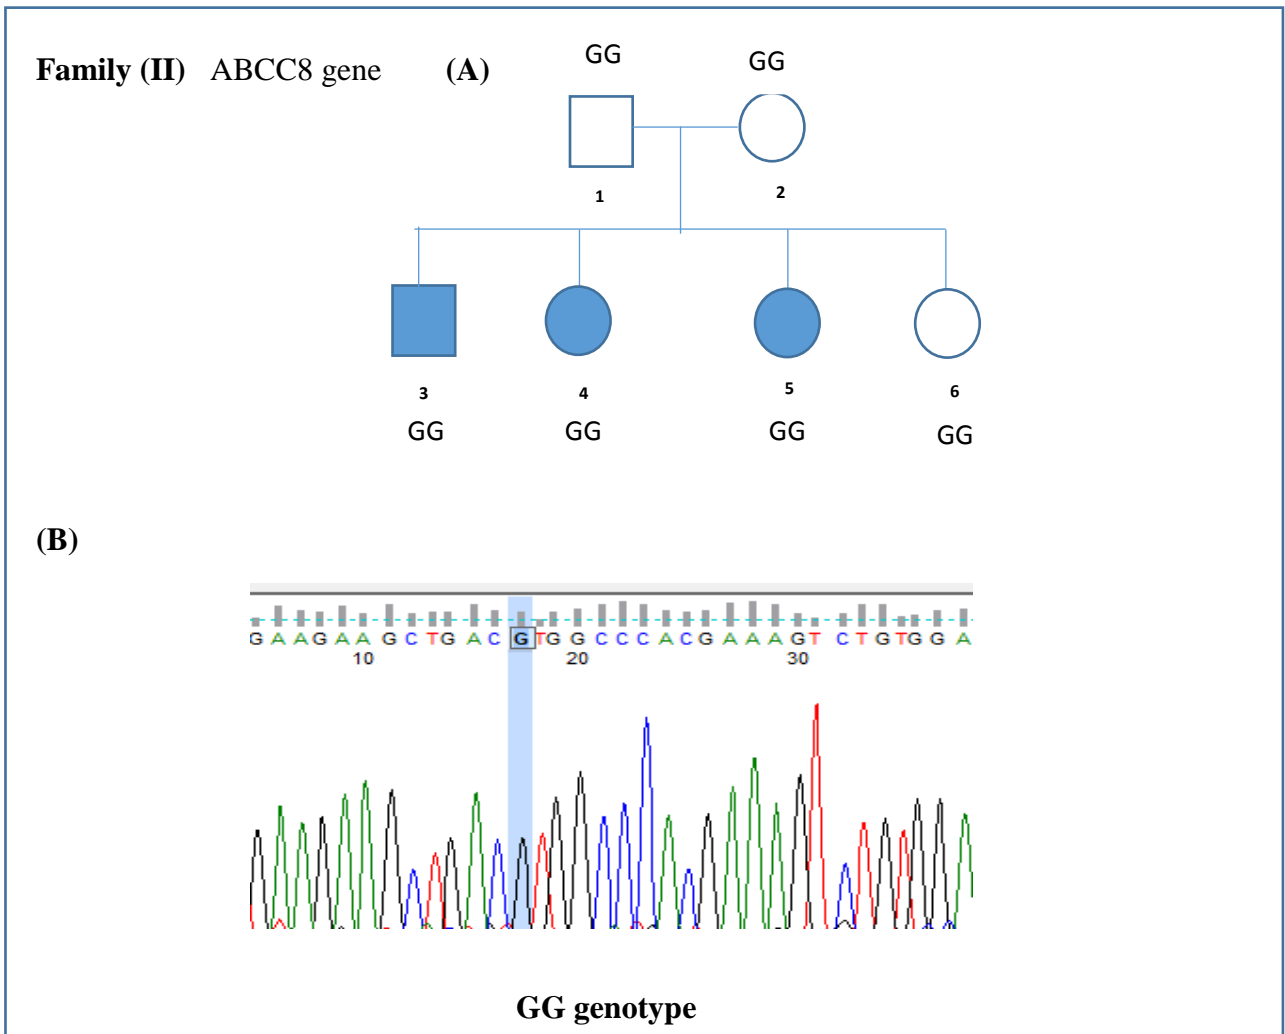 GG GG
Family (II) ABCC8 gene (A)
1 2
3 4 5 6
GG GG GG GG
(B)
G A A G A A G C T G A C G T G G C C C A C G A A A G T C T G T G G A
10 20 30
GG genotype